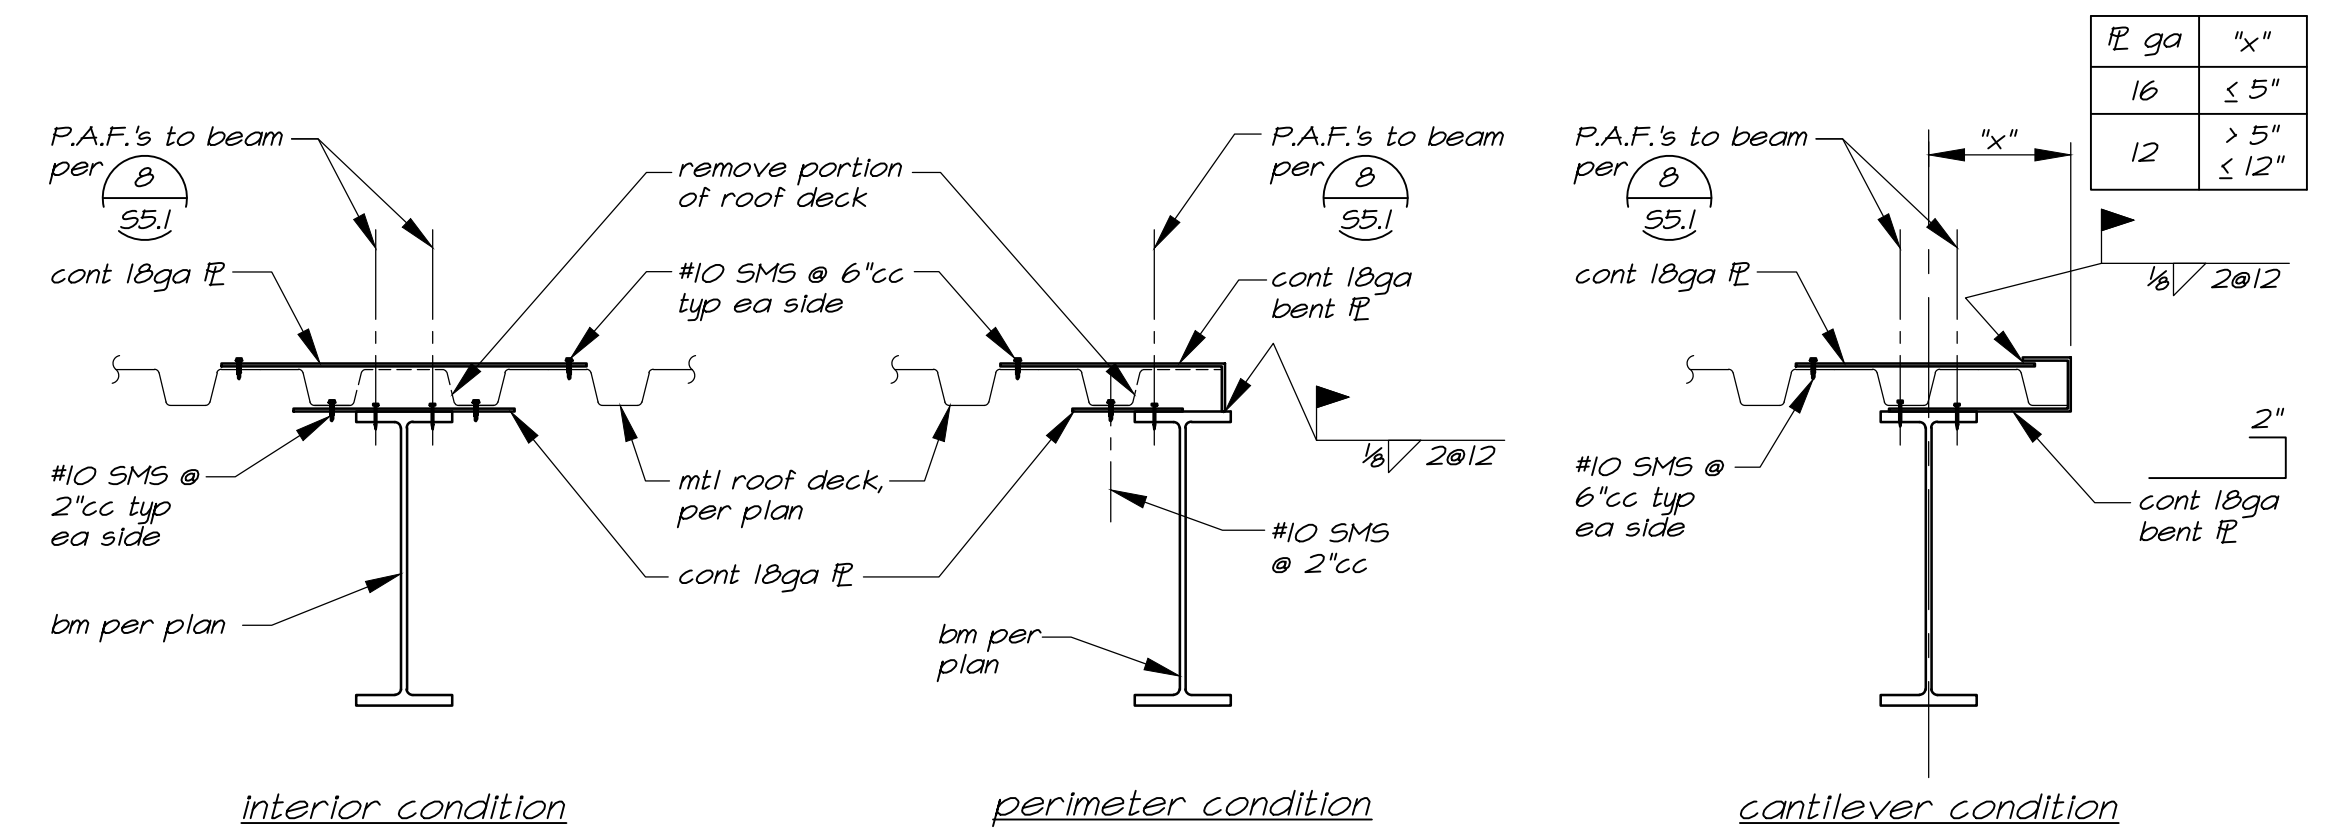 P.A.F.'s to beam
per
8
S5.1
cont 18ga PL
#10 SMS @
2"cc typ
ea side
bm per plan
interior condition
remove portion
of roof deck
#10 SMS @ 6"cc
typ ea side
mtl roof deck,
per plan
cont 18ga PL
P.A.F.'s to beam
per
8
S5.1
cont 18ga
bent PL
1/8 2@12
#10 SMS
@ 2"cc
bm per
plan
perimeter condition
P.A.F.'s to beam
per
8
S5.1
cont 18ga PL
#10 SMS @
6"cc typ
ea side
"x"
PL ga "x"
16 ≤ 5"
12 > 5"
≤ 12"
1/8 2@12
2"
cont 18ga
bent PL
cantilever condition